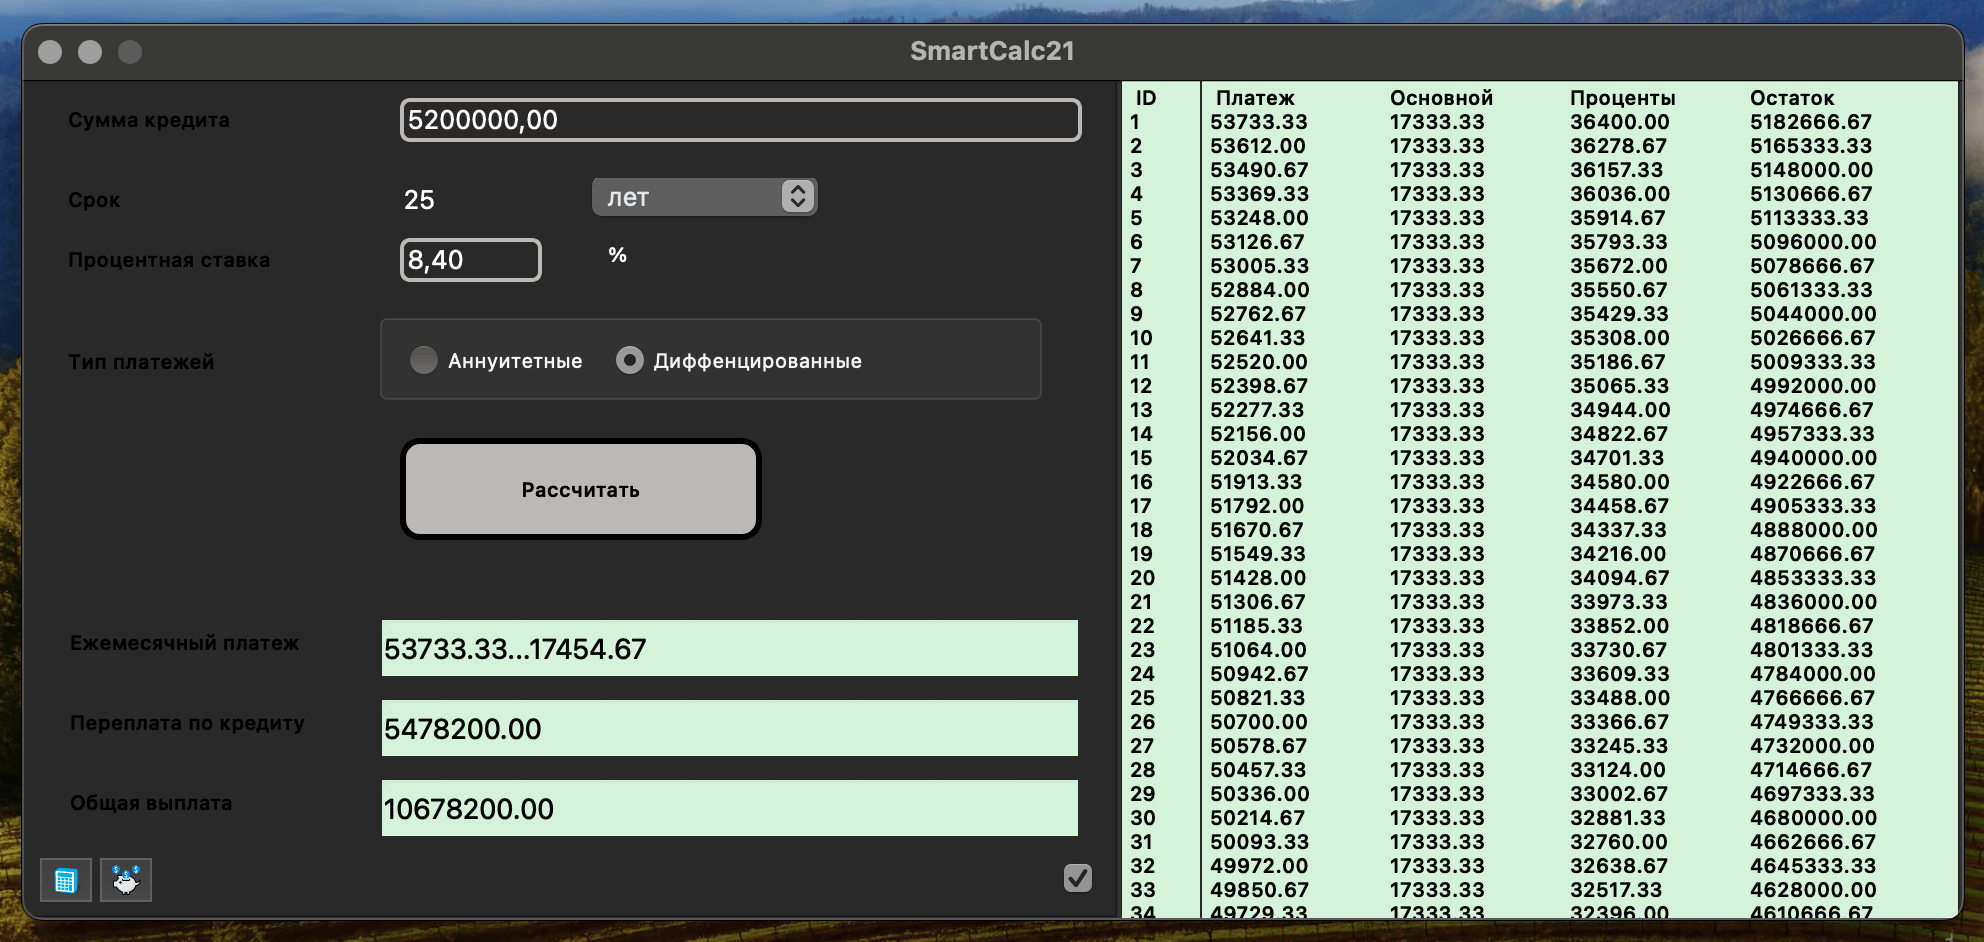 SmartCalc21
Сумма кредита 5200000,00
Срок 25 лет
Процентная ставка 8,40 %
Тип платежей Аннуитетные Диффенцированные
Рассчитать
Ежемесячный платеж 53733.33...17454.67
Переплата по кредиту 5478200.00
Общая выплата 10678200.00
ID Платеж Основной Проценты Остаток
1 53733.33 17333.33 36400.00 5182666.67
2 53612.00 17333.33 36278.67 5165333.33
3 53490.67 17333.33 36157.33 5148000.00
4 53369.33 17333.33 36036.00 5130666.67
5 53248.00 17333.33 35914.67 5113333.33
6 53126.67 17333.33 35793.33 5096000.00
7 53005.33 17333.33 35672.00 5078666.67
8 52884.00 17333.33 35550.67 5061333.33
9 52762.67 17333.33 35429.33 5044000.00
10 52641.33 17333.33 35308.00 5026666.67
11 52520.00 17333.33 35186.67 5009333.33
12 52398.67 17333.33 35065.33 4992000.00
13 52277.33 17333.33 34944.00 4974666.67
14 52156.00 17333.33 34822.67 4957333.33
15 52034.67 17333.33 34701.33 4940000.00
16 51913.33 17333.33 34580.00 4922666.67
17 51792.00 17333.33 34458.67 4905333.33
18 51670.67 17333.33 34337.33 4888000.00
19 51549.33 17333.33 34216.00 4870666.67
20 51428.00 17333.33 34094.67 4853333.33
21 51306.67 17333.33 33973.33 4836000.00
22 51185.33 17333.33 33852.00 4818666.67
23 51064.00 17333.33 33730.67 4801333.33
24 50942.67 17333.33 33609.33 4784000.00
25 50821.33 17333.33 33488.00 4766666.67
26 50700.00 17333.33 33366.67 4749333.33
27 50578.67 17333.33 33245.33 4732000.00
28 50457.33 17333.33 33124.00 4714666.67
29 50336.00 17333.33 33002.67 4697333.33
30 50214.67 17333.33 32881.33 4680000.00
31 50093.33 17333.33 32760.00 4662666.67
32 49972.00 17333.33 32638.67 4645333.33
33 49850.67 17333.33 32517.33 4628000.00
34 49729.33 17333.33 32396.00 4610666.67